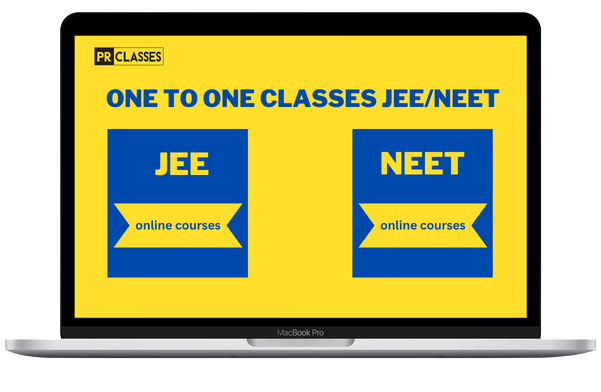 PR CLASSES
ONE TO ONE CLASSES JEE/NEET
JEE
online courses
NEET
online courses
MacBook Pro